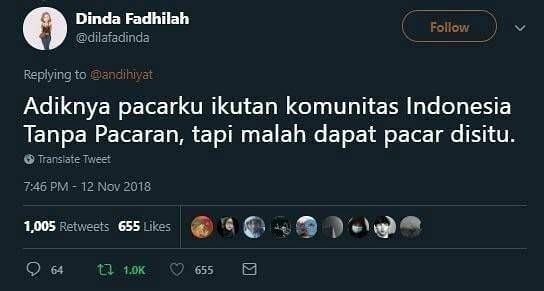 Dinda Fadhilah
@dilafadinda
Follow
Replying to @andihiyat
Adiknya pacarku ikutan komunitas Indonesia
Tanpa Pacaran, tapi malah dapat pacar disitu.
Translate Tweet
7:46 PM - 12 Nov 2018
1,005 Retweets 655 Likes
64 1.0K 655